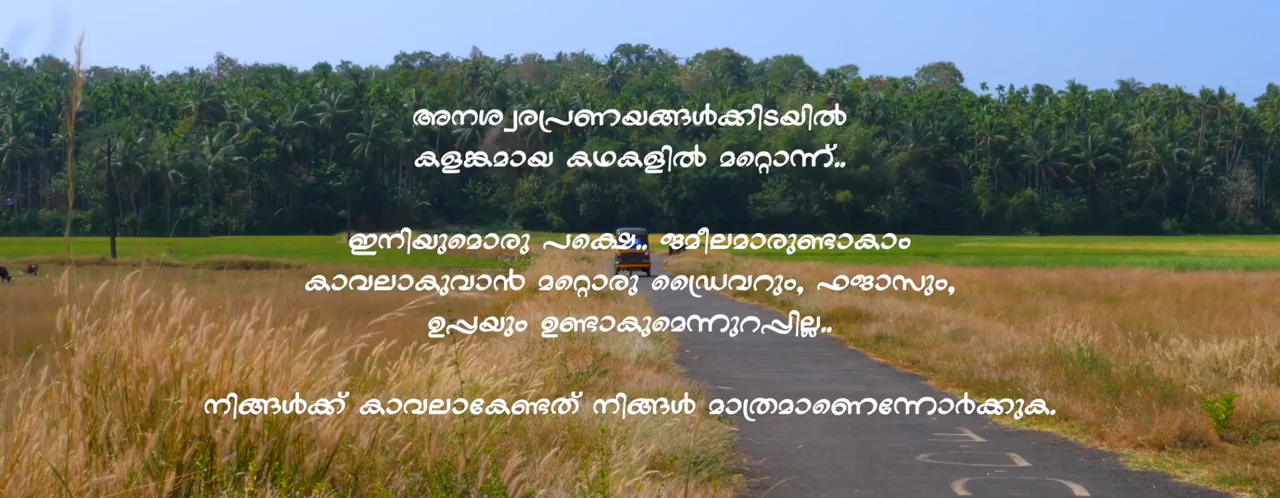 അനശ്വരപ്രണയങ്ങൾക്കിടയിൽ
കളങ്കമായ കഥകളിൽ മറ്റൊന്ന്..
ഇനിയുമൊരു പക്ഷെ.. ജമീലമാരുണ്ടാകാം
കാവലാകുവാൻ മറ്റൊരു ഡ്രൈവറും, ഫജാസും,
ഉപ്പയും ഉണ്ടാകുമെന്നുറപ്പില്ല..
നിങ്ങൾക്ക് കാവലാകേണ്ടത് നിങ്ങൾ മാത്രമാണെന്നോർക്കുക.